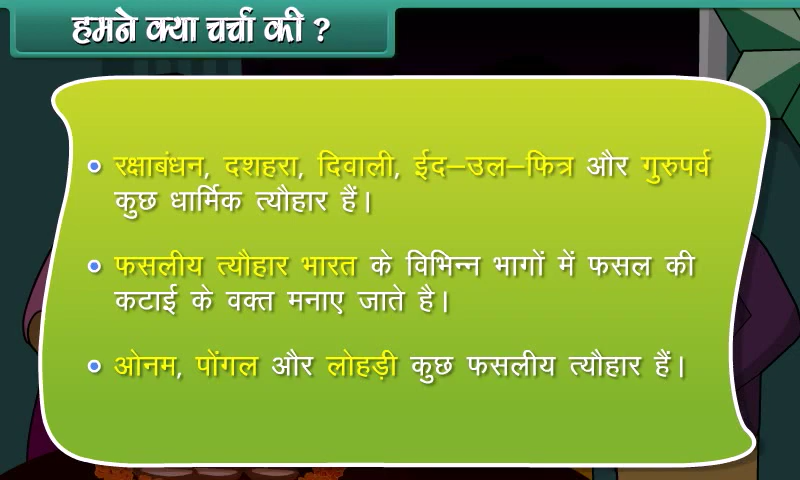 हमने क्या चर्चा की ?
रक्षाबंधन, दशहरा, दिवाली, ईद–उल–फित्र और गुरुपर्व
कुछ धार्मिक त्यौहार हैं।
फसलीय त्यौहार भारत के विभिन्न भागों में फसल की
कटाई के वक्त मनाए जाते है।
ओनम, पोंगल और लोहड़ी कुछ फसलीय त्यौहार हैं।